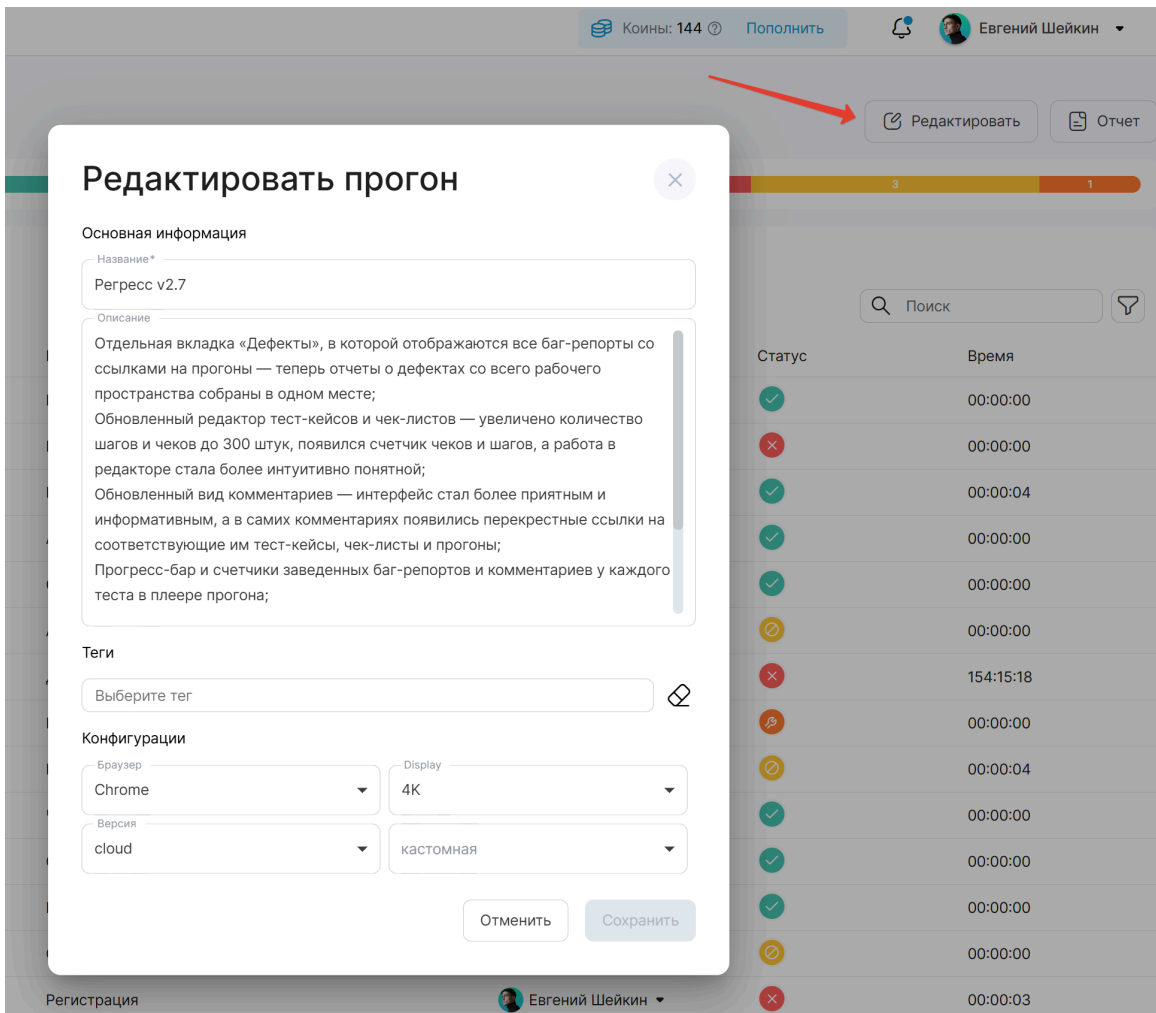 Коины: 144 Пополнить Евгений Шейкин
Редактировать Отчет
3 1
Поиск
Статус Время
00:00:00
00:00:00
00:00:04
00:00:00
00:00:00
00:00:00
154:15:18
00:00:00
00:00:04
00:00:00
00:00:00
00:00:00
00:00:00
Регистрация Евгений Шейкин 00:00:03
Редактировать прогон
Основная информация
Название*
Регресс v2.7
Описание
Отдельная вкладка «Дефекты», в которой отображаются все баг-репорты со
ссылками на прогоны — теперь отчеты о дефектах со всего рабочего
пространства собраны в одном месте;
Обновленный редактор тест-кейсов и чек-листов — увеличено количество
шагов и чеков до 300 штук, появился счетчик чеков и шагов, а работа в
редакторе стала более интуитивно понятной;
Обновленный вид комментариев — интерфейс стал более приятным и
информативным, а в самих комментариях появились перекрестные ссылки на
соответствующие им тест-кейсы, чек-листы и прогоны;
Прогресс-бар и счетчики заведенных баг-репортов и комментариев у каждого
теста в плеере прогона;
Теги
Выберите тег
Конфигурации
Браузер Display
Chrome 4K
Версия
cloud кастомная
Отменить Сохранить